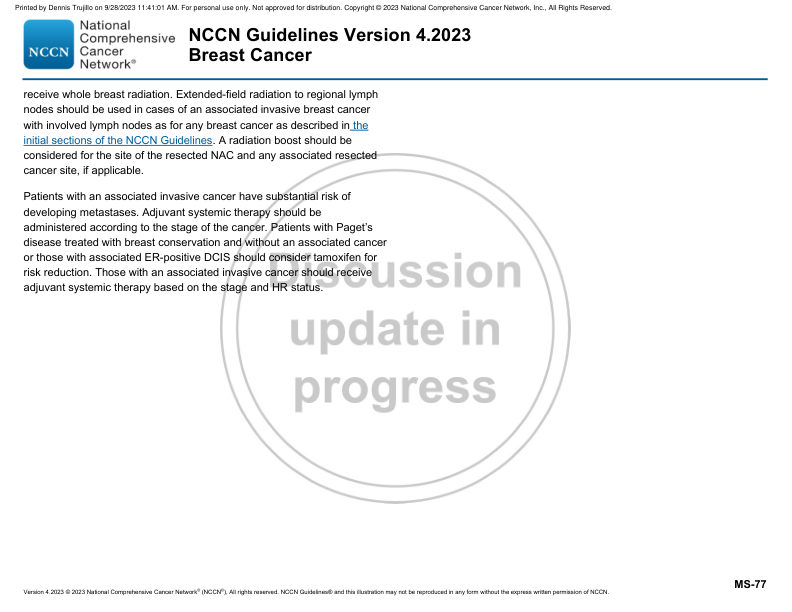 Printed by Dennis Trujillo on 9/28/2023 11:41:01 AM. For personal use only. Not approved for distribution. Copyright © 2023 National Comprehensive Cancer Network, Inc., All Rights Reserved.
NCCN
National
Comprehensive
Cancer
Network®
NCCN Guidelines Version 4.2023
Breast Cancer
receive whole breast radiation. Extended-field radiation to regional lymph
nodes should be used in cases of an associated invasive breast cancer
with involved lymph nodes as for any breast cancer as described in the
initial sections of the NCCN Guidelines. A radiation boost should be
considered for the site of the resected NAC and any associated resected
cancer site, if applicable.
Patients with an associated invasive cancer have substantial risk of
developing metastases. Adjuvant systemic therapy should be
administered according to the stage of the cancer. Patients with Paget’s
disease treated with breast conservation and without an associated cancer
or those with associated ER-positive DCIS should consider tamoxifen for
risk reduction. Those with an associated invasive cancer should receive
adjuvant systemic therapy based on the stage and HR status.
Discussion
update in
progress
MS-77
Version 4.2023 © 2023 National Comprehensive Cancer Network® (NCCN®), All rights reserved. NCCN Guidelines® and this illustration may not be reproduced in any form without the express written permission of NCCN.